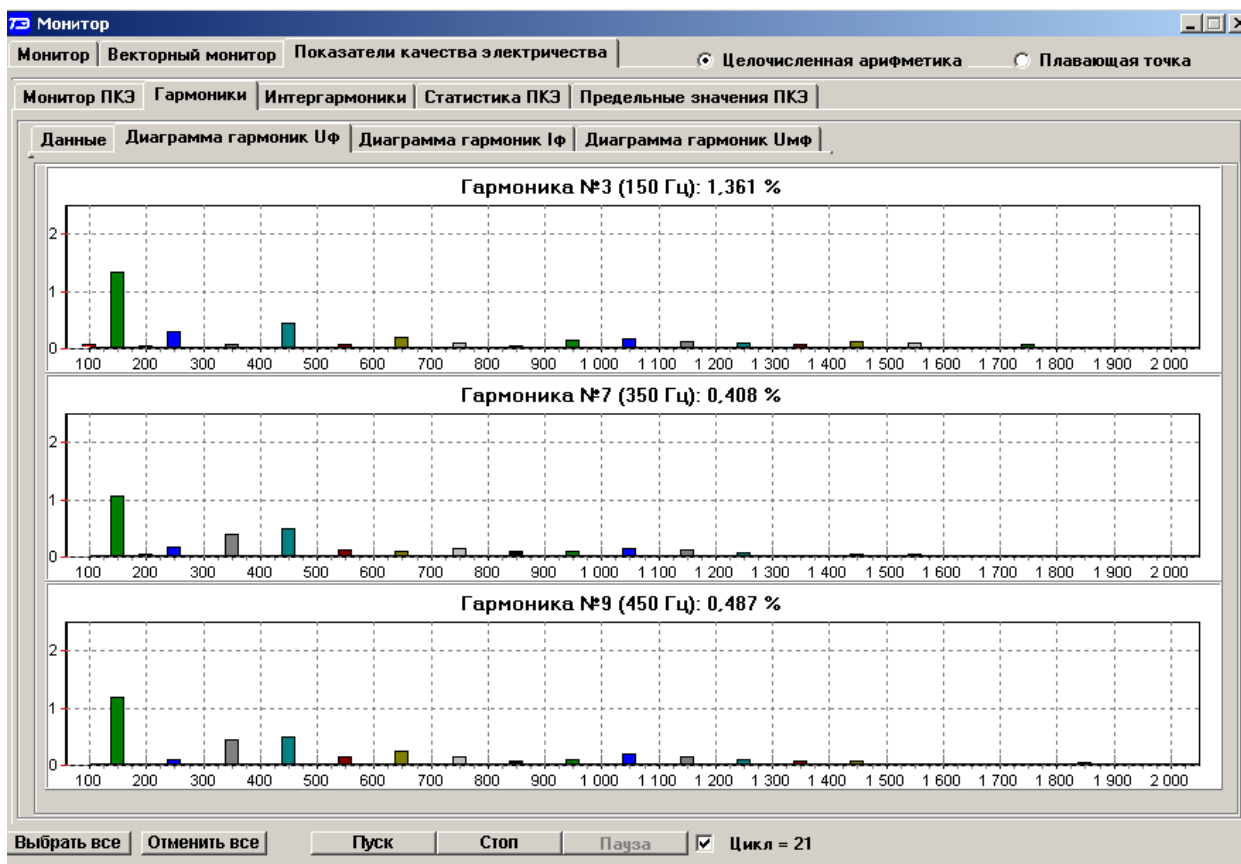 ТЭ Монитор
Монитор Векторный монитор Показатели качества электричества Целочисленная арифметика Плавающая точка
Монитор ПКЭ Гармоники Интергармоники Статистика ПКЭ Предельные значения ПКЭ
Данные Диаграмма гармоник Uф Диаграмма гармоник Iф Диаграмма гармоник Uмф
Гармоника №3 (150 Гц): 1,361 %
2
1
0
100 200 300 400 500 600 700 800 900 1 000 1 100 1 200 1 300 1 400 1 500 1 600 1 700 1 800 1 900 2 000
Гармоника №7 (350 Гц): 0,408 %
2
1
0
100 200 300 400 500 600 700 800 900 1 000 1 100 1 200 1 300 1 400 1 500 1 600 1 700 1 800 1 900 2 000
Гармоника №9 (450 Гц): 0,487 %
2
1
0
100 200 300 400 500 600 700 800 900 1 000 1 100 1 200 1 300 1 400 1 500 1 600 1 700 1 800 1 900 2 000
Выбрать все Отменить все Пуск Стоп Пауза Цикл = 21